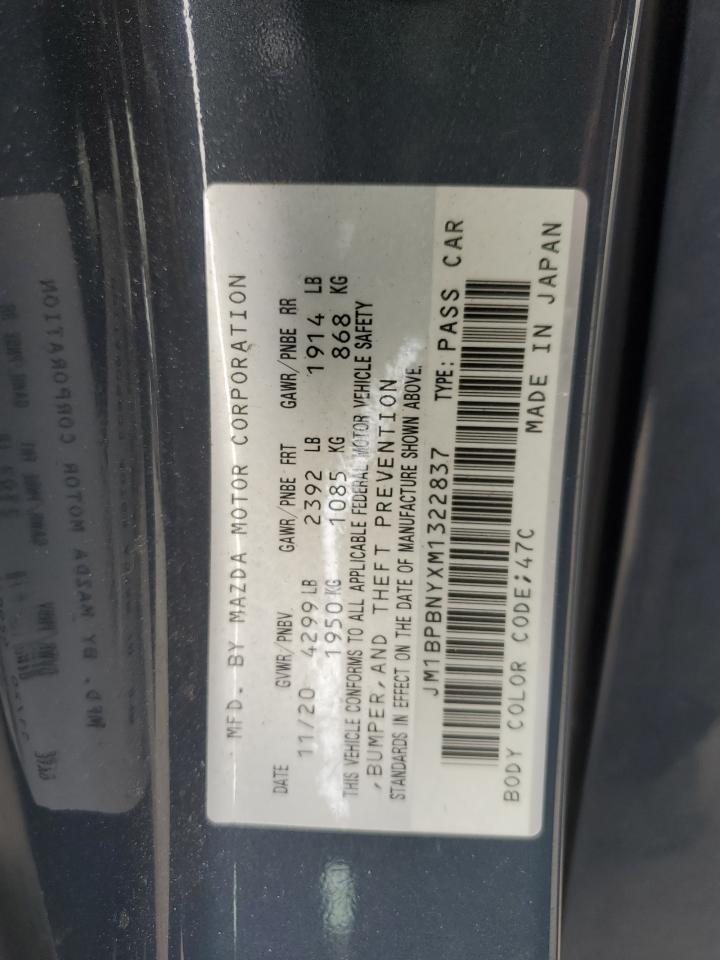 MFD. BY MAZDA MOTOR CORPORATION
DATE GVWR/PNBV GAWR/PNBE FRT GAWR/PNBE RR
11/20 4299 LB 2392 LB 1914 LB
1950 KG 1085 KG 868 KG
THIS VEHICLE CONFORMS TO ALL APPLICABLE FEDERAL MOTOR VEHICLE SAFETY
,BUMPER, AND THEFT PREVENTION
STANDARDS IN EFFECT ON THE DATE OF MANUFACTURE SHOWN ABOVE.
JM1BPBNYXM1322837 TYPE: PASS CAR
BODY COLOR CODE;47C MADE IN JAPAN